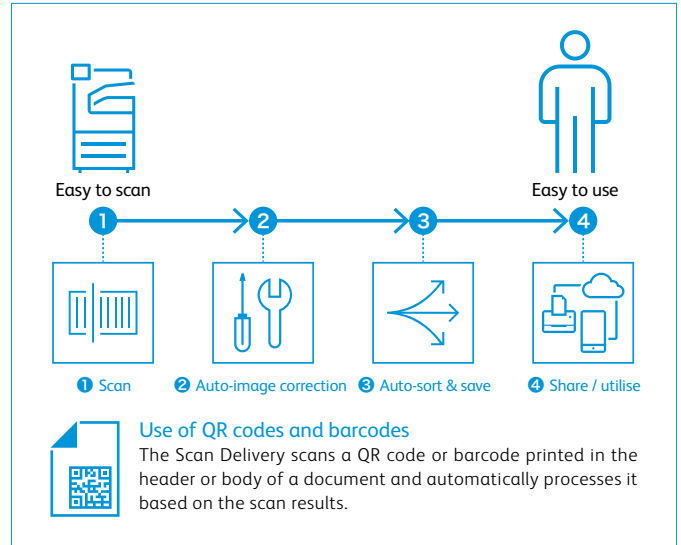 Easy to scan
Easy to use
1
2
3
4
❶ Scan
❷ Auto-image correction
❸ Auto-sort & save
❹ Share / utilise
Use of QR codes and barcodes
The Scan Delivery scans a QR code or barcode printed in the
header or body of a document and automatically processes it
based on the scan results.